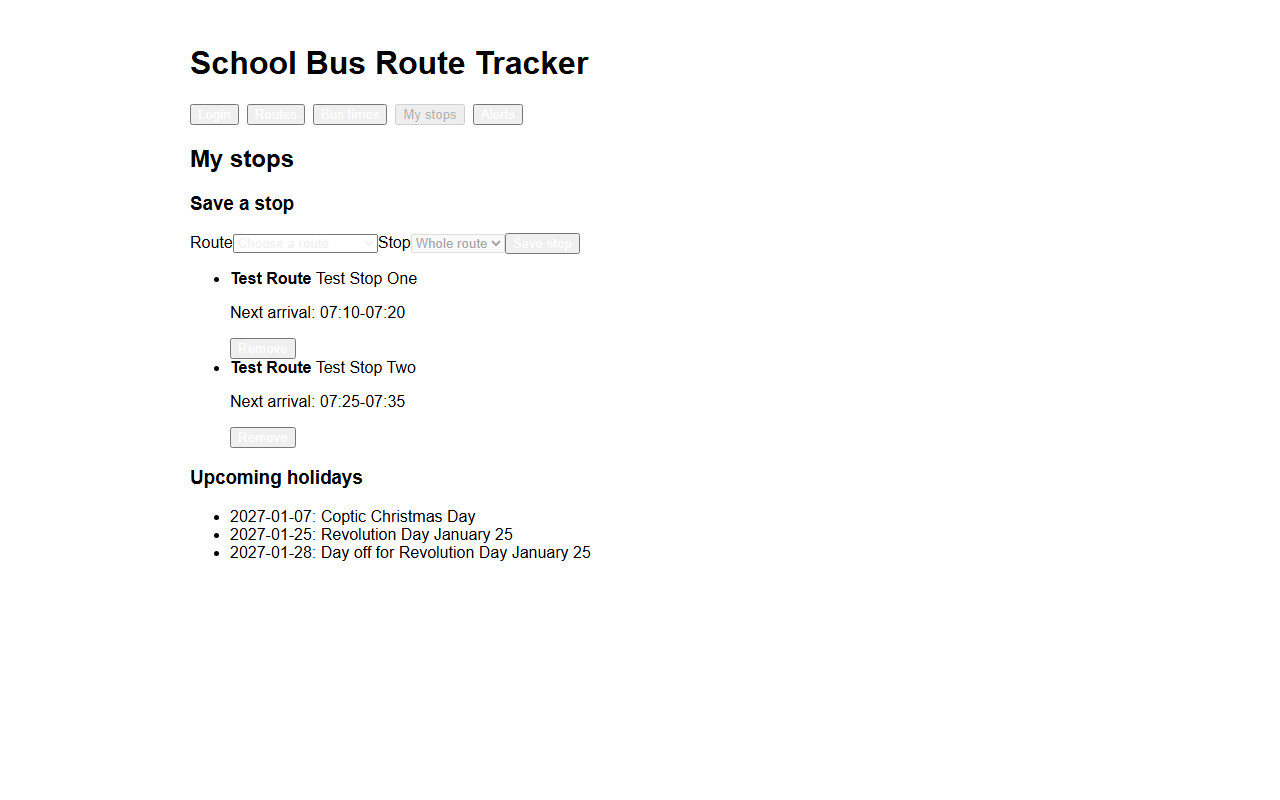 School Bus Route Tracker
Login Routes Bus times My stops Alerts
My stops
Save a stop
Route Choose a route Stop Whole route Save stop
Test Route Test Stop One
Next arrival: 07:10-07:20
Remove
Test Route Test Stop Two
Next arrival: 07:25-07:35
Remove
Upcoming holidays
2027-01-07: Coptic Christmas Day
2027-01-25: Revolution Day January 25
2027-01-28: Day off for Revolution Day January 25